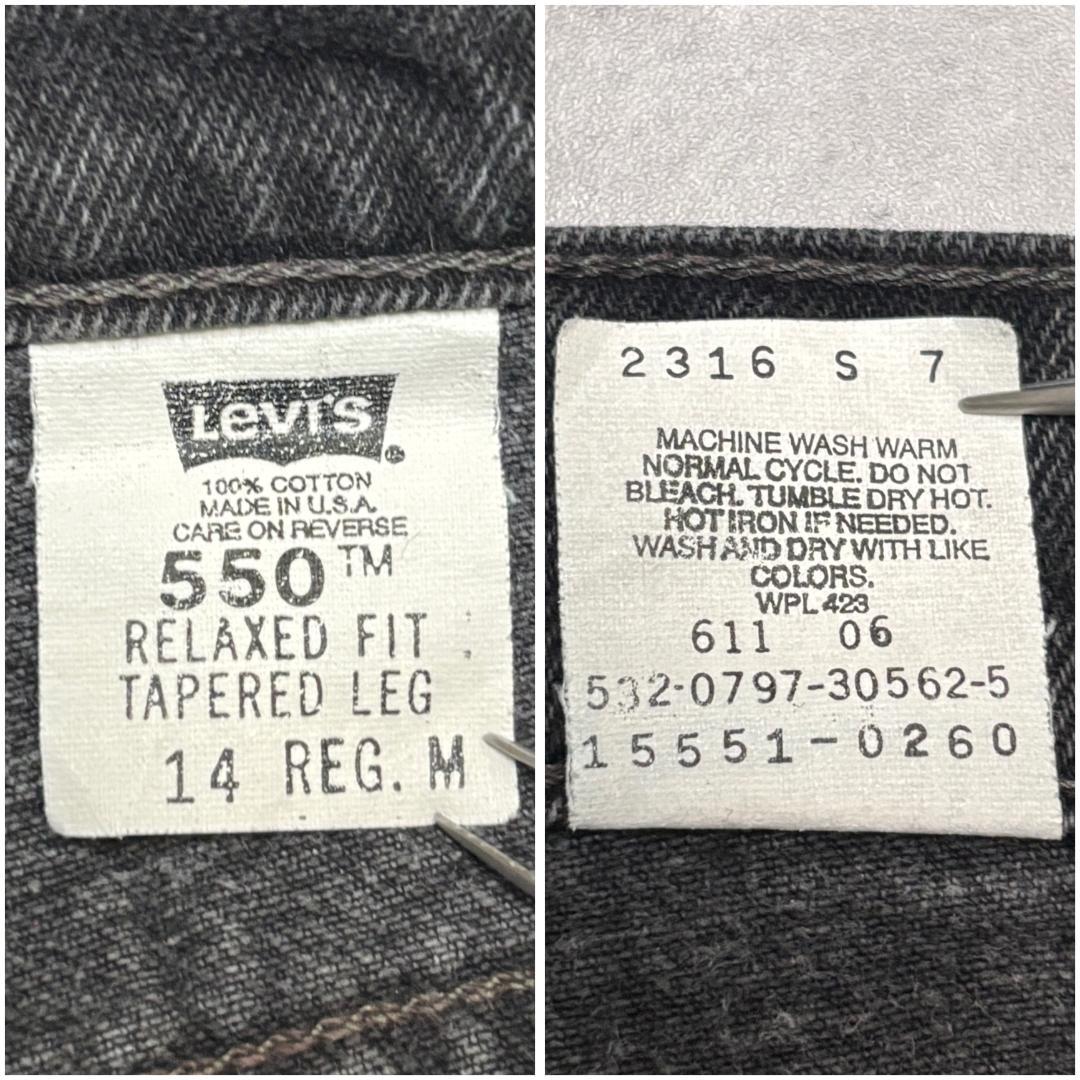 Levi's
100% COTTON
MADE IN U.S.A.
CARE ON REVERSE
550™
RELAXED FIT
TAPERED LEG
14 REG. M
2316 S 7
MACHINE WASH WARM
NORMAL CYCLE. DO NOT
BLEACH. TUMBLE DRY HOT.
HOT IRON IF NEEDED.
WASH AND DRY WITH LIKE
COLORS.
WPL 423
611 06
532-0797-30562-5
15551-0260